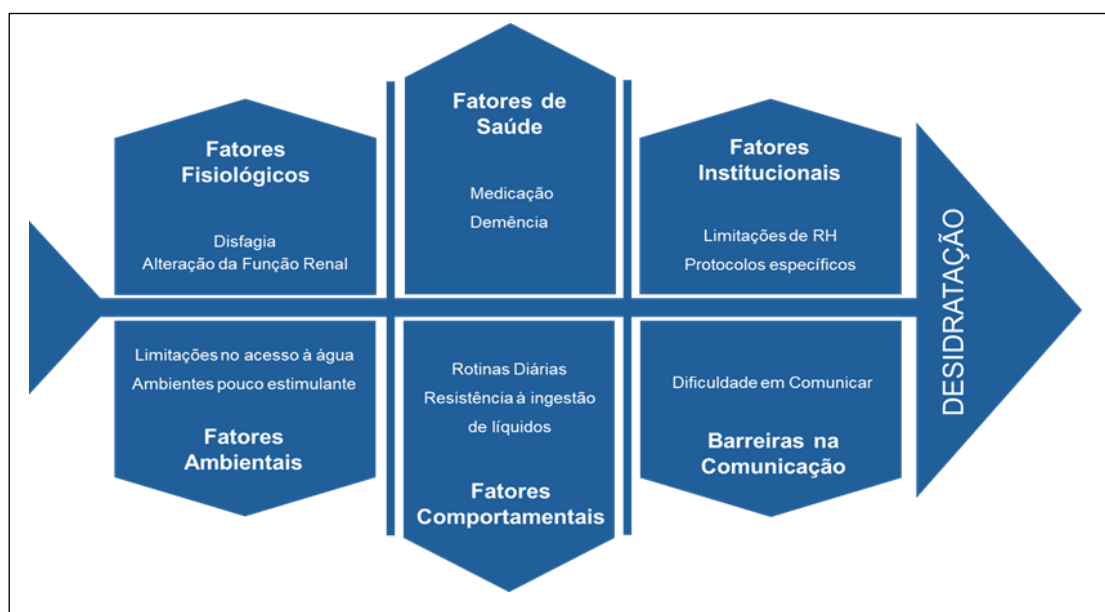 Fatores
Fisiológicos
Disfagia
Alteração da Função Renal
Fatores de
Saúde
Medicação
Demência
Fatores
Institucionais
Limitações de RH
Protocolos específicos
Limitações no acesso à água
Ambientes pouco estimulante
Fatores
Ambientais
Rotinas Diárias
Resistência à ingestão
de líquidos
Fatores
Comportamentais
Dificuldade em Comunicar
Barreiras na
Comunicação
DESIDRATAÇÃO